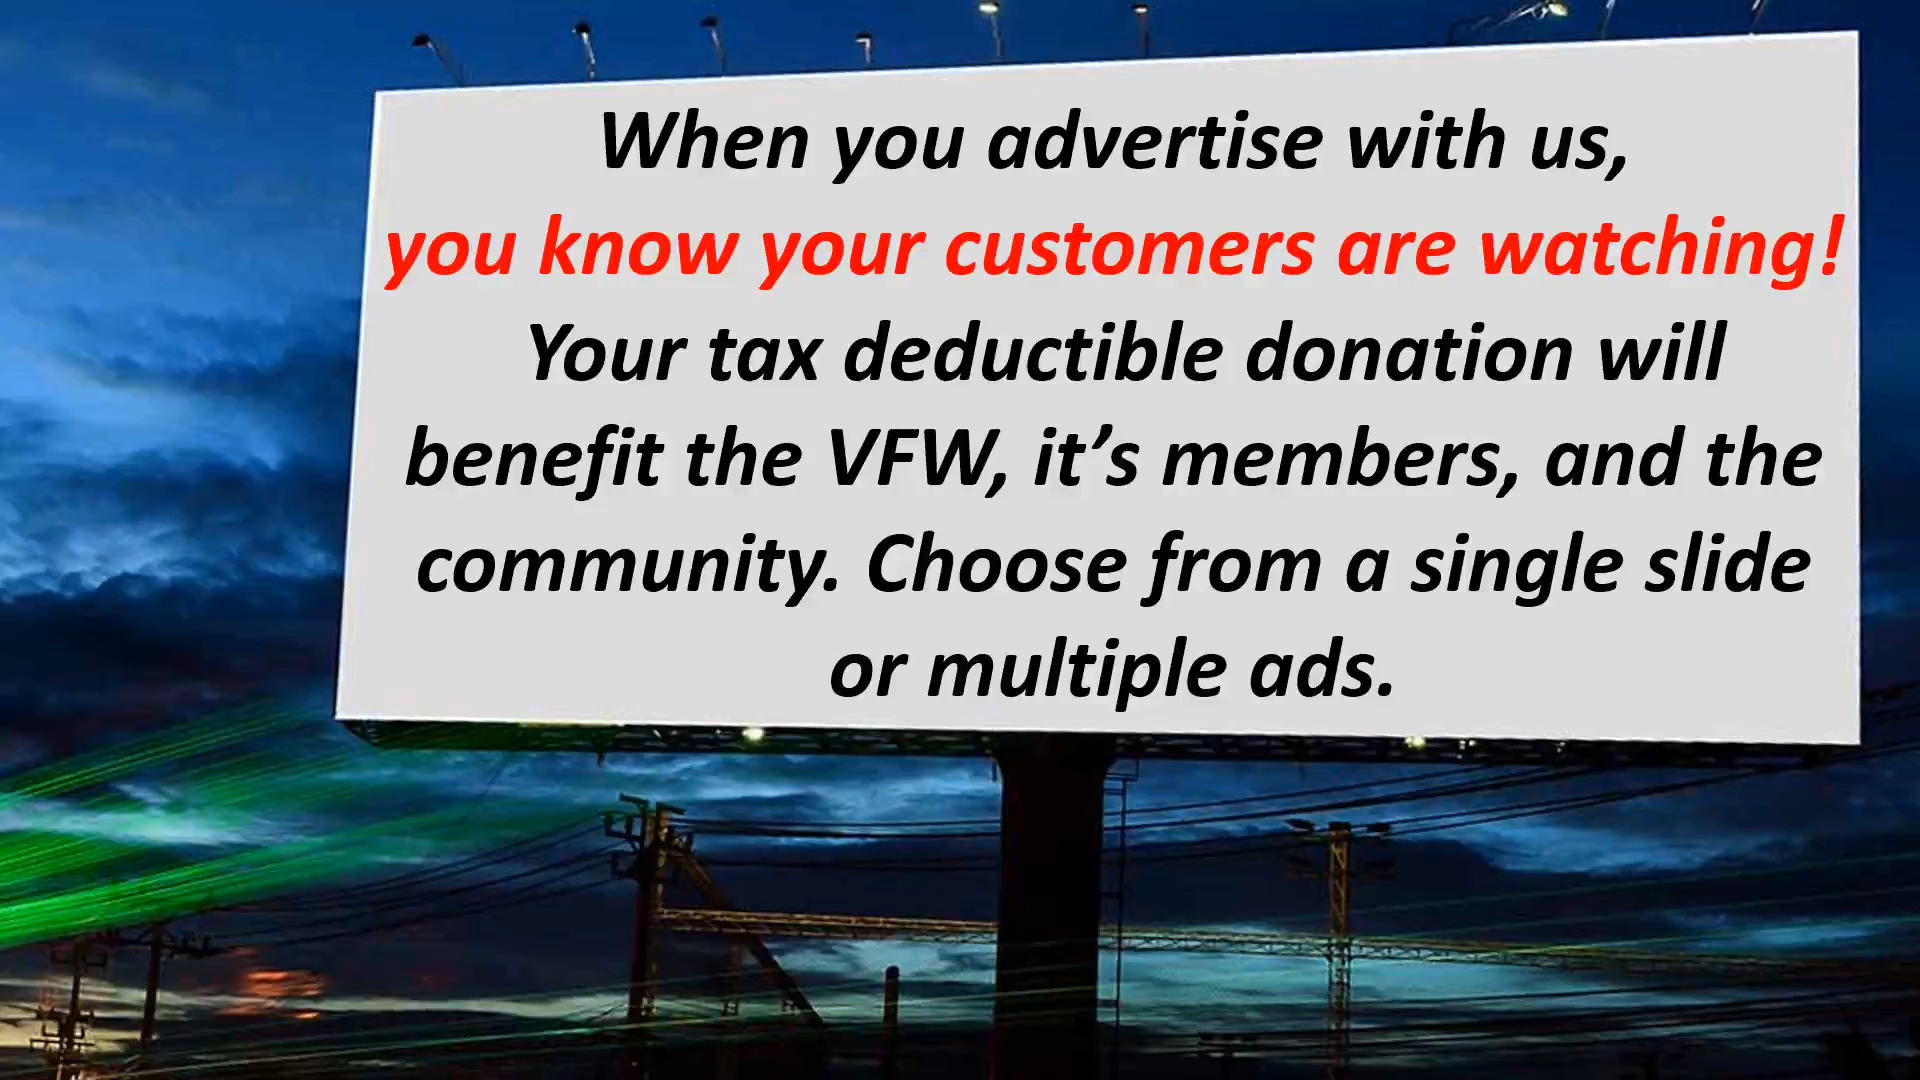 When you advertise with us,
you know your customers are watching!
Your tax deductible donation will
benefit the VFW, it’s members, and the
community. Choose from a single slide
or multiple ads.